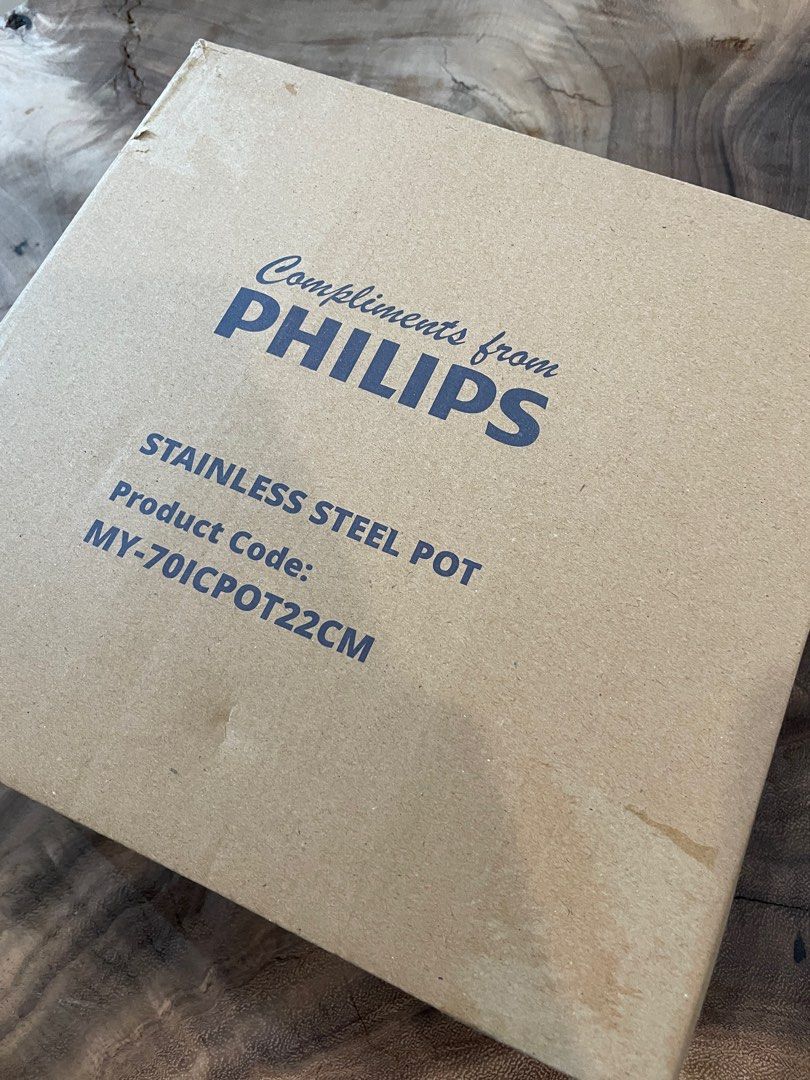 Compliments from
PHILIPS
STAINLESS STEEL POT
Product Code:
MY-70ICPOT22CM